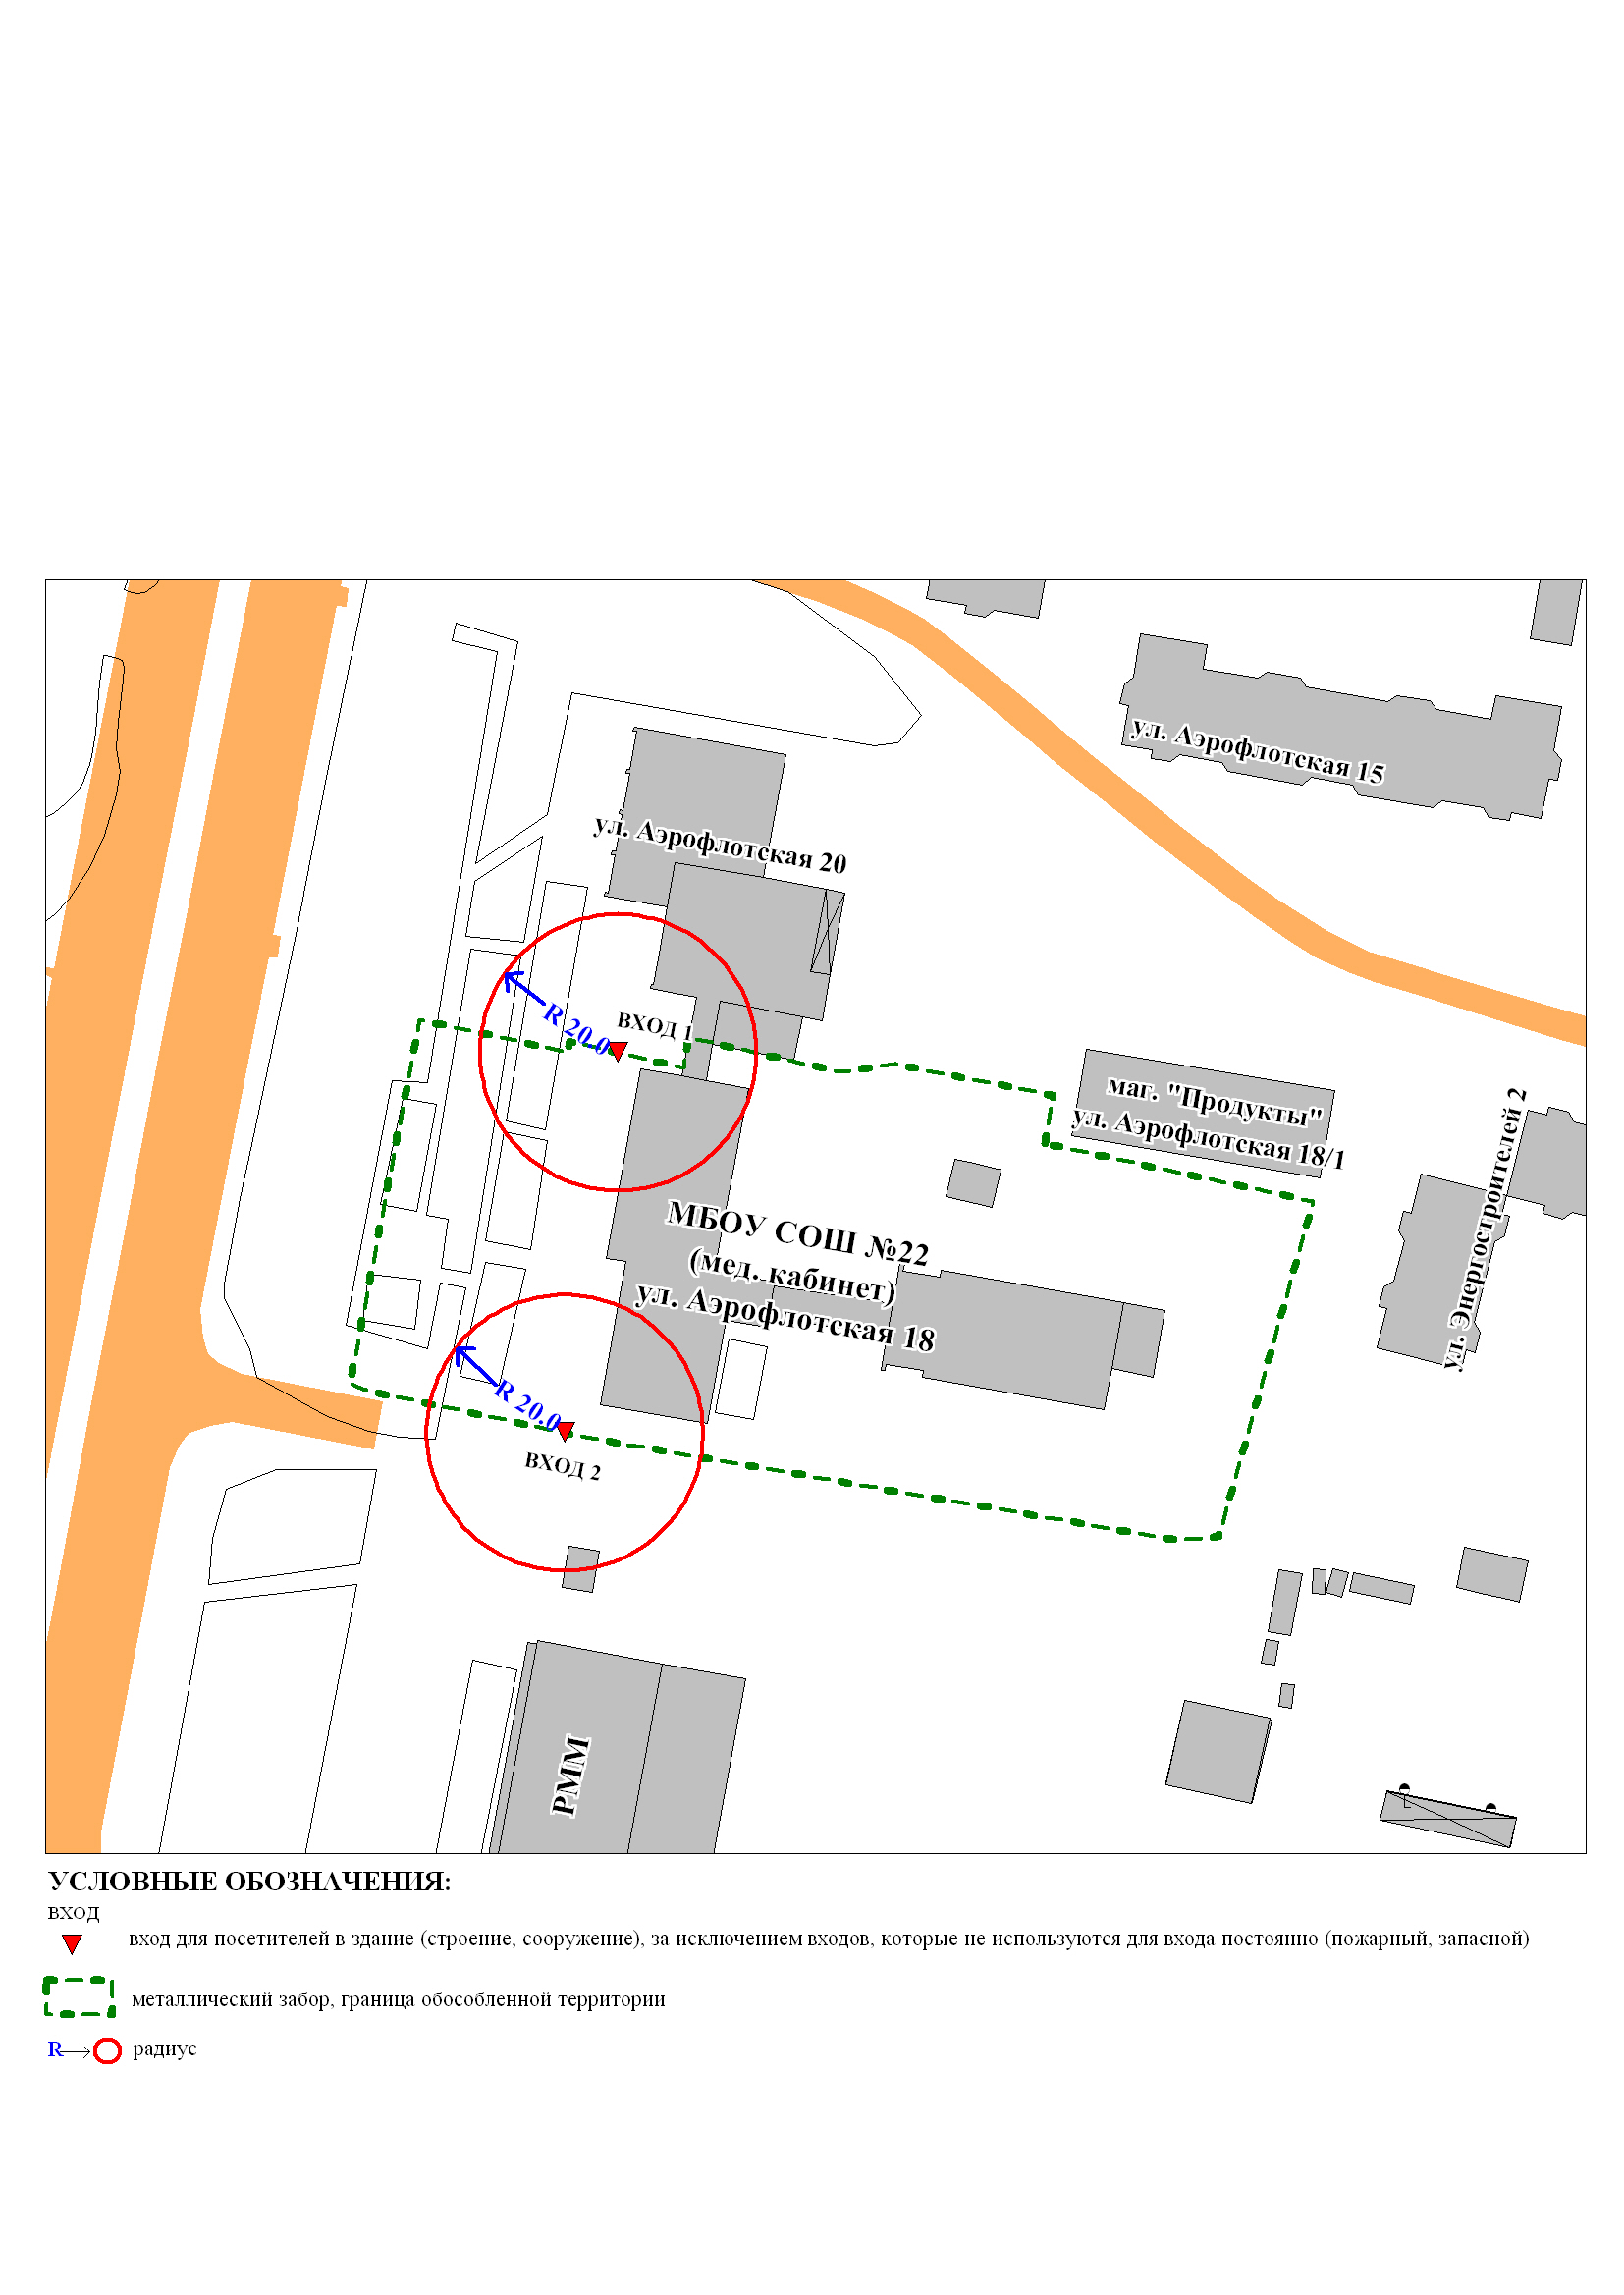 ул. Аэрофлотская 15
ул. Аэрофлотская 20
ВХОД 1
R 20.0
маг. "Продукты"
ул. Аэрофлотская 18/1
ул. Энергостроителей 2
МБОУ СОШ №22
(мед. кабинет)
ул. Аэрофлотская 18
R 20.0
ВХОД 2
РММ
УСЛОВНЫЕ ОБОЗНАЧЕНИЯ:
ВХОД
вход для посетителей в здание (строение, сооружение), за исключением входов, которые не используются для входа постоянно (пожарный, запасной)
металлический забор, граница обособленной территории
R радиус